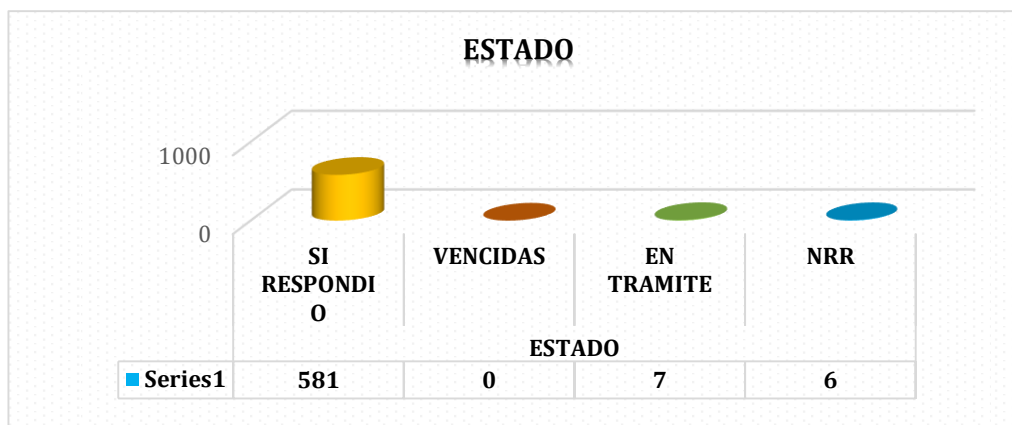 ESTADO
1000
0
SI VENCIDAS EN NRR
RESPONDI TRAMITE
O
ESTADO
Series1 581 0 7 6